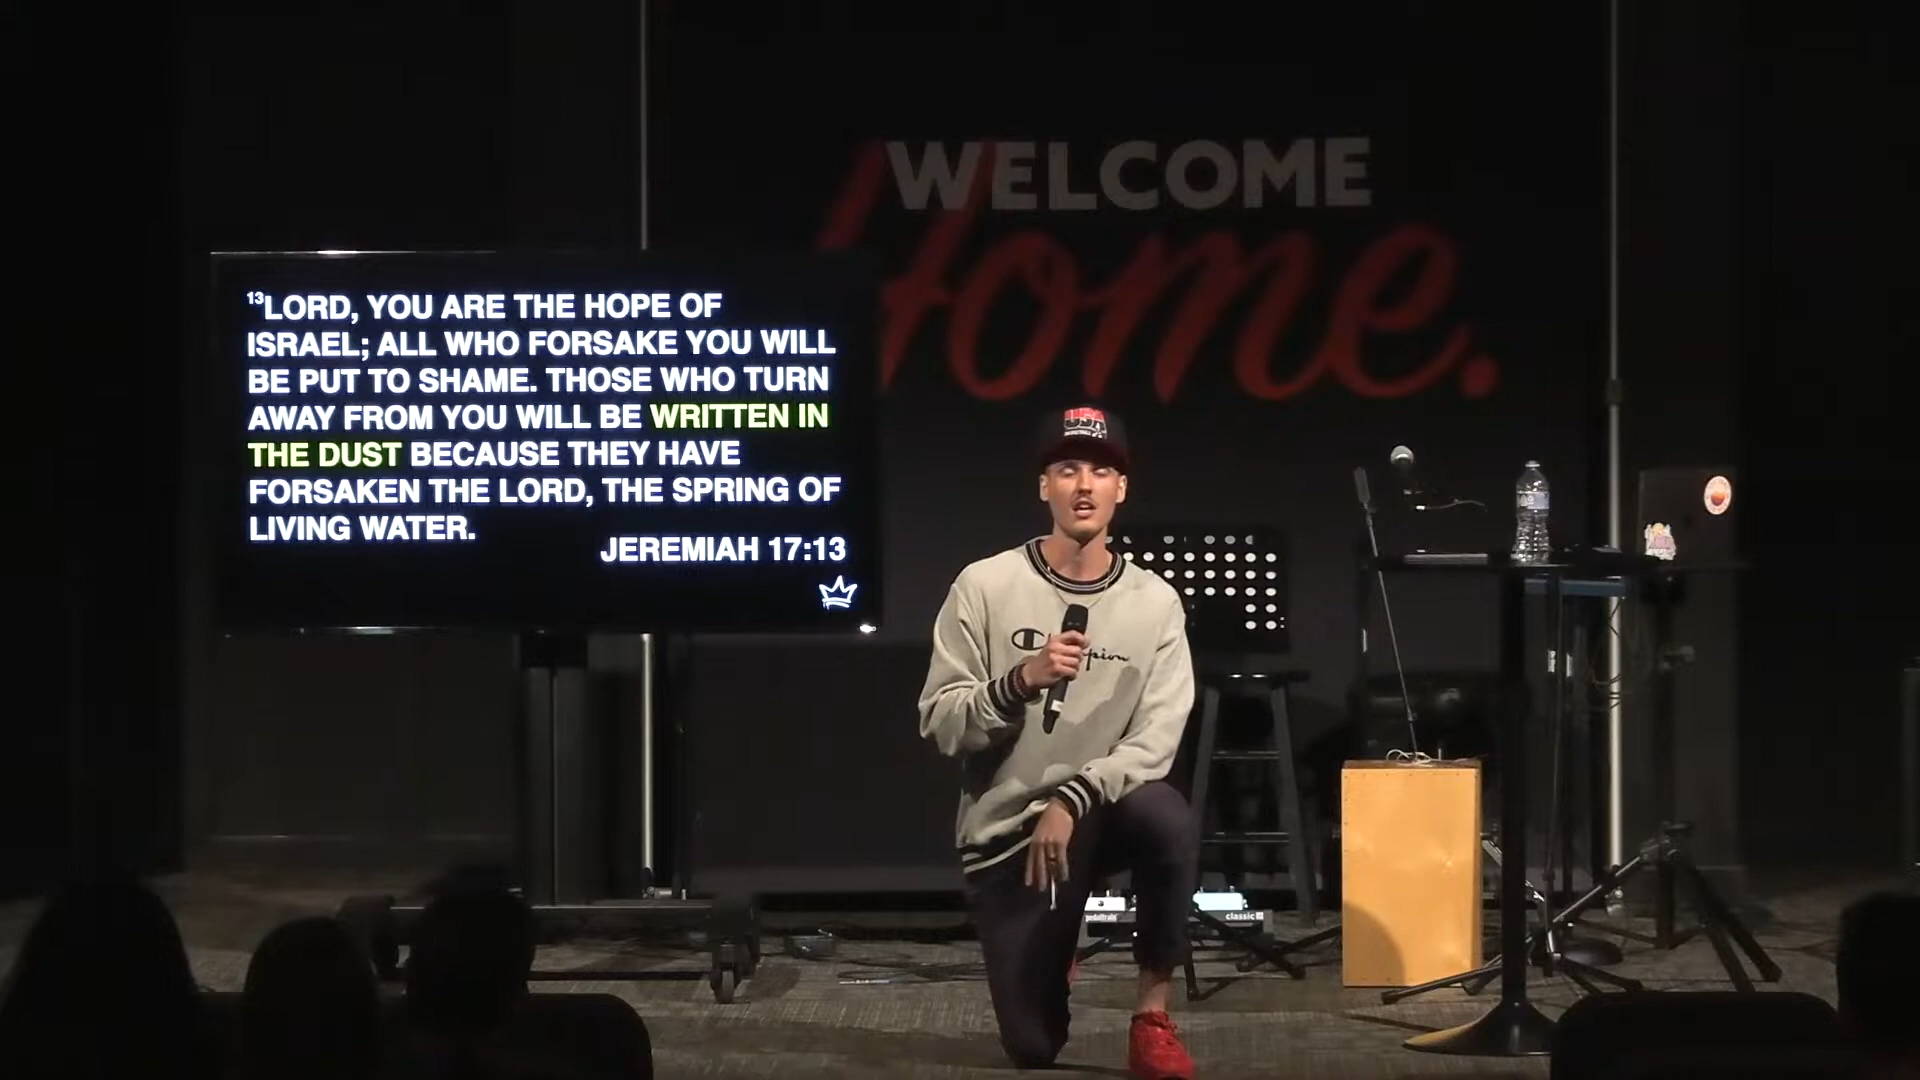 WELCOME
Home.
¹³LORD, YOU ARE THE HOPE OF
ISRAEL; ALL WHO FORSAKE YOU WILL
BE PUT TO SHAME. THOSE WHO TURN
AWAY FROM YOU WILL BE WRITTEN IN
THE DUST BECAUSE THEY HAVE
FORSAKEN THE LORD, THE SPRING OF
LIVING WATER.
JEREMIAH 17:13
USA
pedaltrain
classic